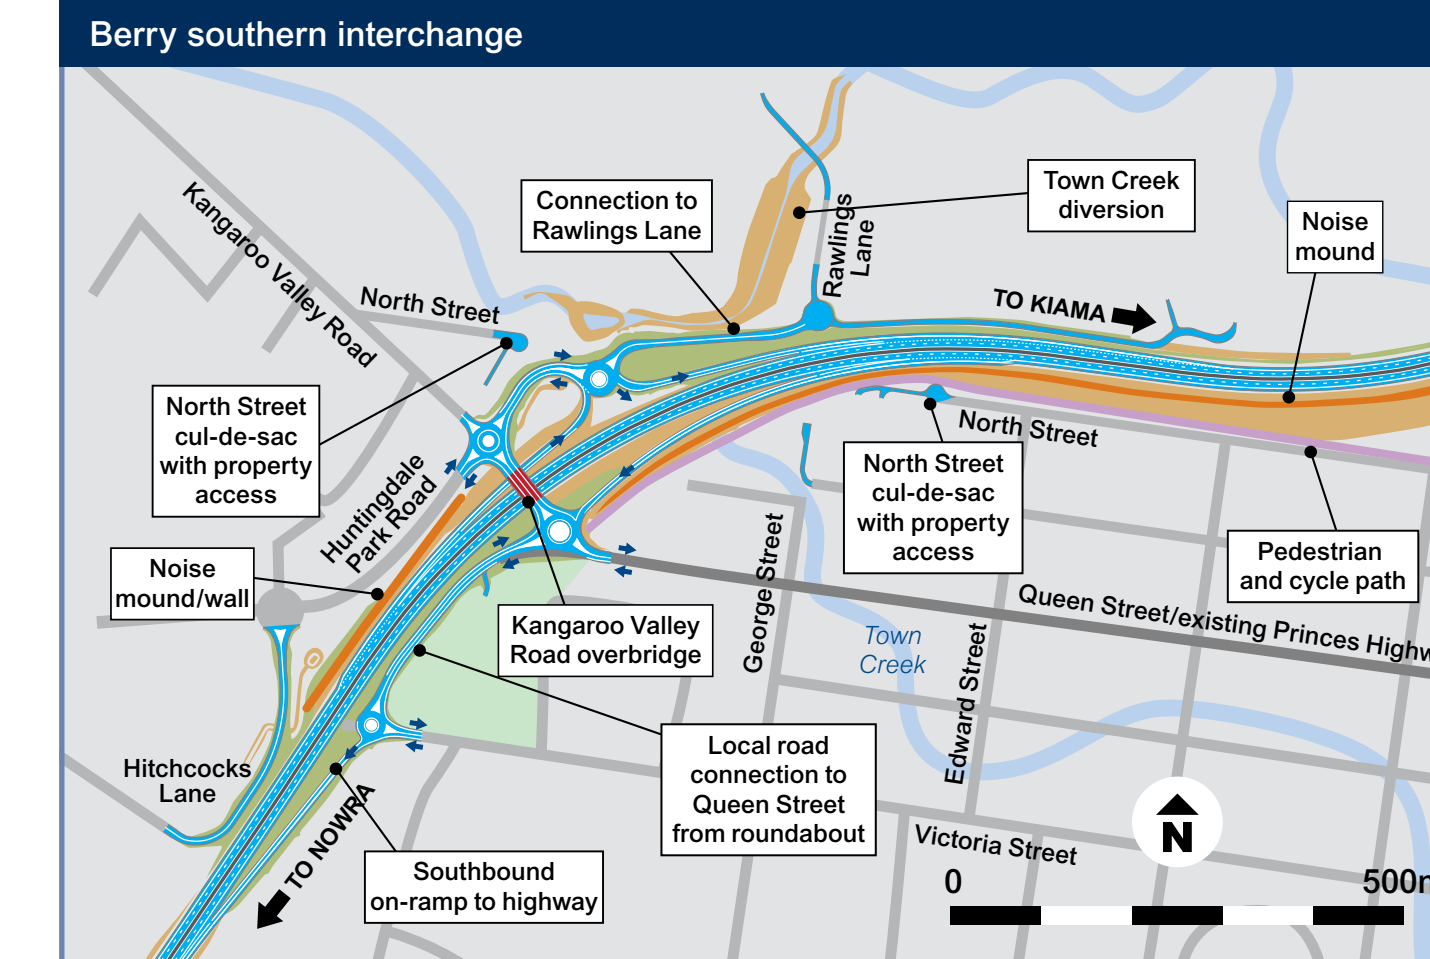 Berry southern interchange
Kangaroo Valley Road
North Street
Connection to
Rawlings Lane
Rawlings
Lane
Town Creek
diversion
Noise
mound
TO KIAMA
North Street
cul-de-sac
with property
access
Huntingdale
Park Road
North Street
North Street
cul-de-sac
with property
access
Pedestrian
and cycle path
Noise
mound/wall
Kangaroo Valley
Road overbridge
George Street
Town
Creek
Edward Street
Queen Street/existing Princes Highw
Hitchcocks
Lane
Local road
connection to
Queen Street
from roundabout
TO NOWRA
Southbound
on-ramp to highway
Victoria Street
N
0
500m